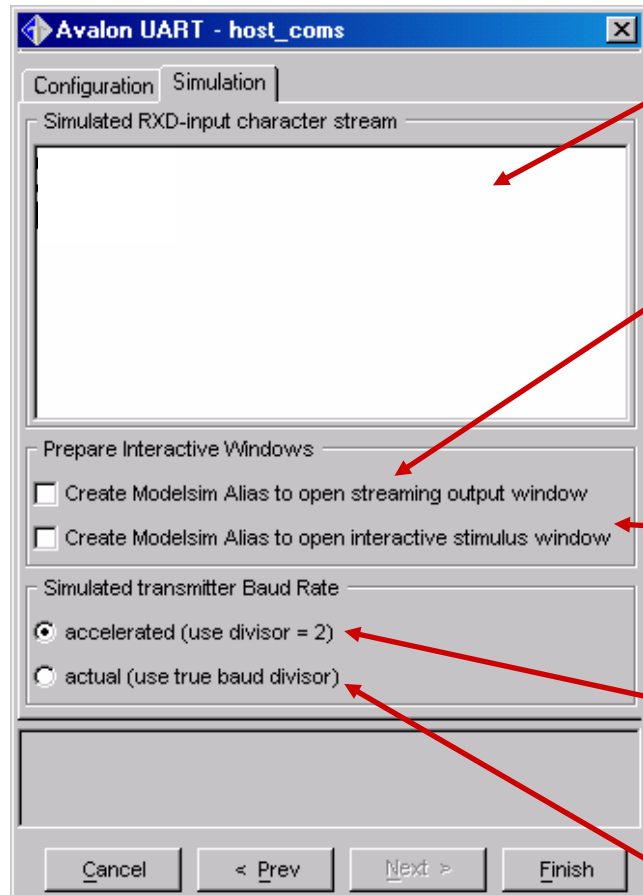 Avalon UART - host_coms
Configuration Simulation
Simulated RXD-input character stream
Prepare Interactive Windows
Create Modelsim Alias to open streaming output window
Create Modelsim Alias to open interactive stimulus window
Simulated transmitter Baud Rate
accelerated (use divisor = 2)
actual (use true baud divisor)
Cancel < Prev Next > Finish